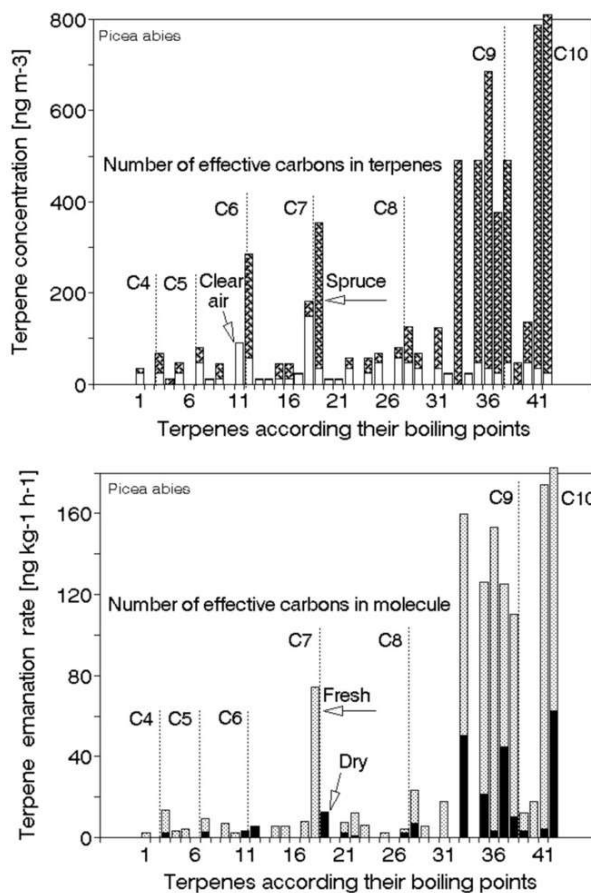 Picea abies
Terpene concentration [ng m-3]
800
600
400
200
0
Number of effective carbons in terpenes
C4
C5
C6
C7
C8
C9
C10
Clear
air
Spruce
1 6 11 16 21 26 31 36 41
Terpenes according their boiling points
Picea abies
Terpene emanation rate [ng kg-1 h-1]
160
120
80
40
0
Number of effective carbons in molecule
C4
C5
C6
C7
C8
C9
C10
Fresh
Dry
1 6 11 16 21 26 31 36 41
Terpenes according their boiling points